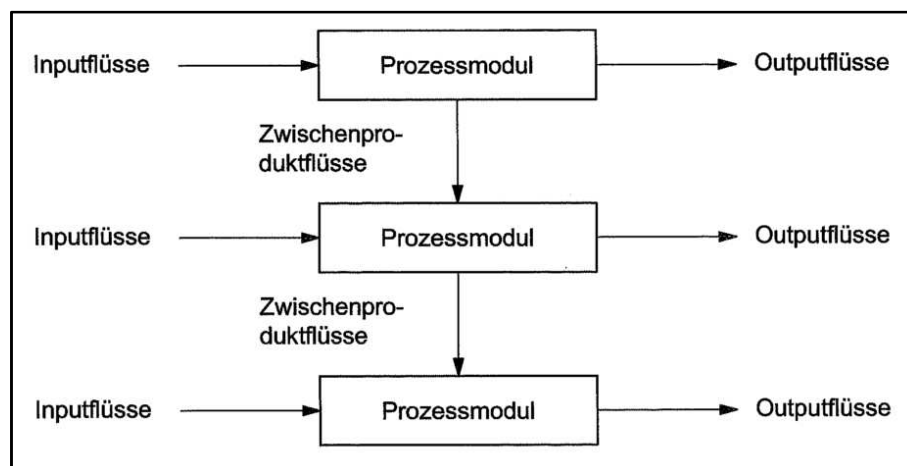 Inputflüsse Prozessmodul Outputflüsse
Zwischenpro-
duktflüsse
Inputflüsse Prozessmodul Outputflüsse
Zwischenpro-
duktflüsse
Inputflüsse Prozessmodul Outputflüsse